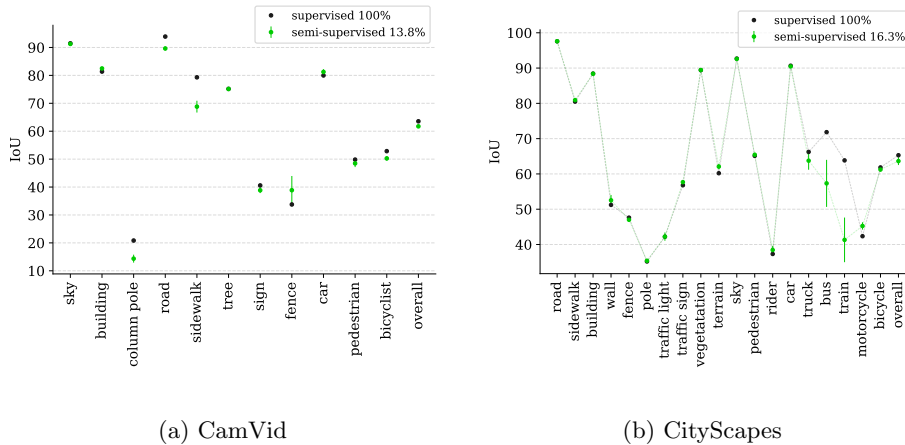 supervised 100%
semi-supervised 13.8%
IoU
90
80
70
60
50
40
30
20
10
sky
building
column pole
road
sidewalk
tree
sign
fence
car
pedestrian
bicyclist
overall
(a) CamVid
supervised 100%
semi-supervised 16.3%
IoU
100
90
80
70
60
50
40
road
sidewalk
building
wall
fence
pole
traffic light
traffic sign
vegetatation
terrain
sky
pedestrian
rider
car
truck
bus
train
motorcycle
bicycle
overall
(b) CityScapes